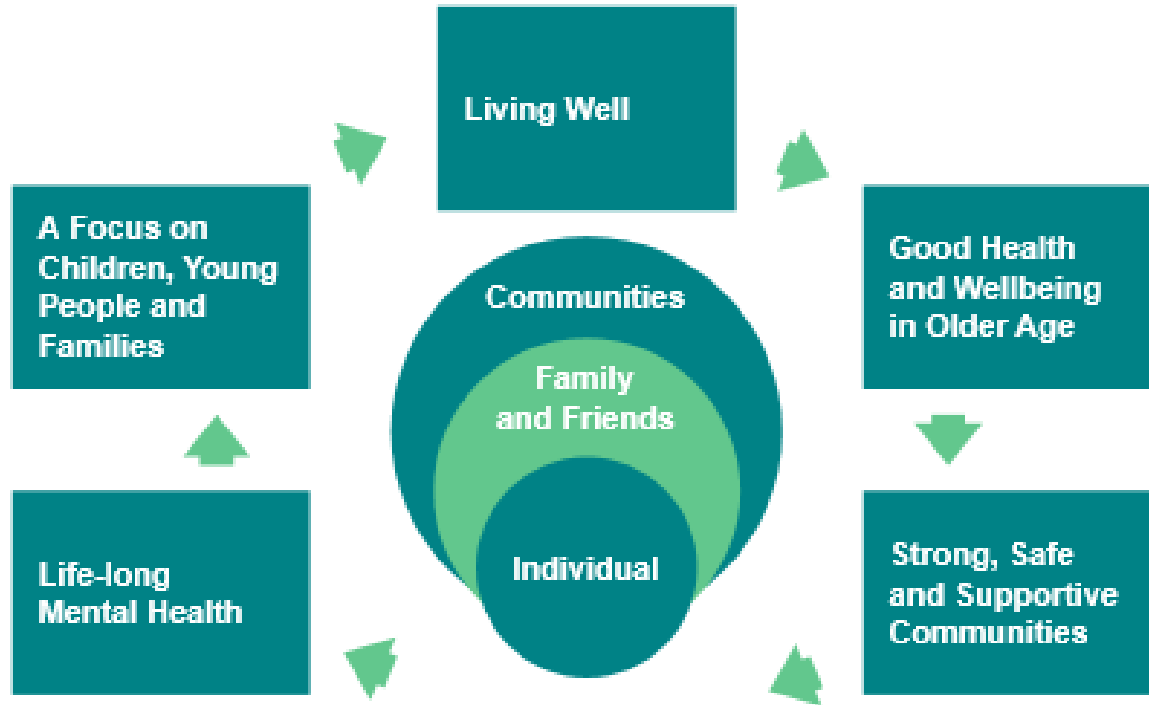 Living Well
A Focus on
Children, Young
People and
Families
Good Health
and Wellbeing
in Older Age
Communities
Family
and Friends
Individual
Life-long
Mental Health
Strong, Safe
and Supportive
Communities